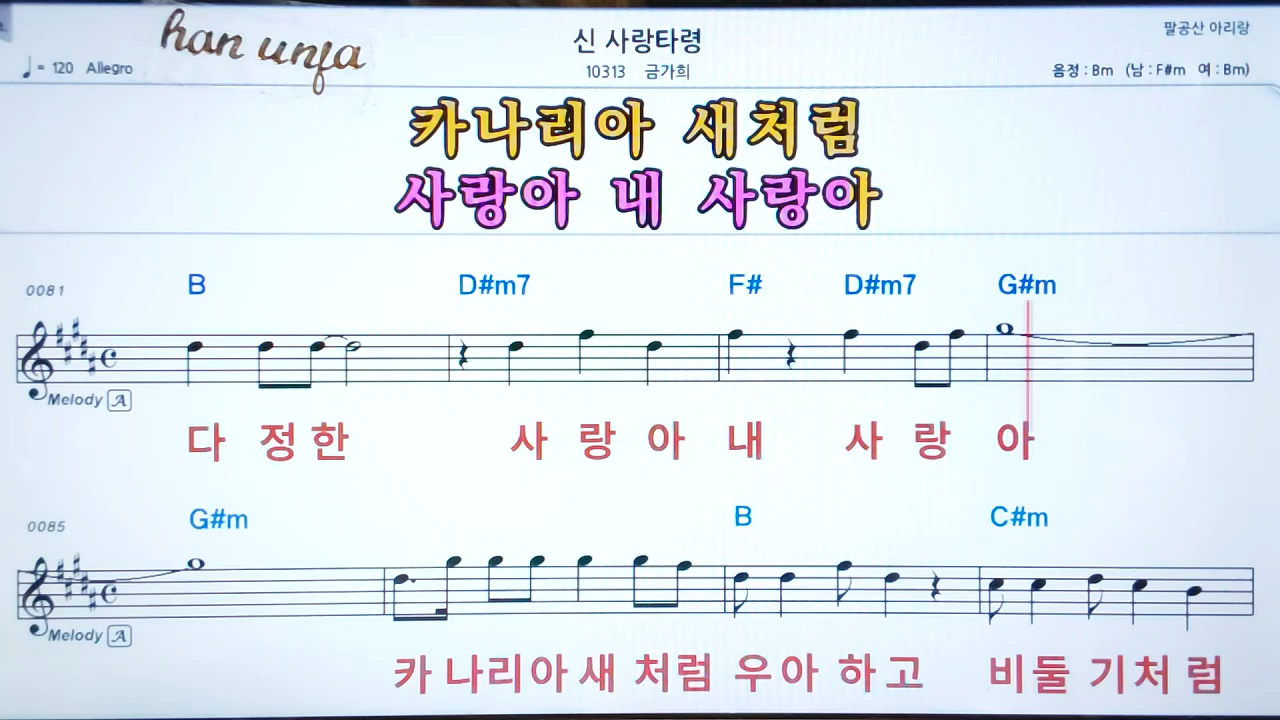 han unfa
신 사랑타령
팔공산 아리랑
♩= 120 Allegro
10313 금가희
음정 : Bm (남 : F#m 여 : Bm)
카나리아 새처럼
사랑아 내 사랑아
0081 B D#m7 F# D#m7 G#m
Melody A
다 정 한 사 랑 아 내 사 랑 아
0085 G#m B C#m
Melody A
카 나리아 새 처럼 우아 하고 비둘 기처 럼